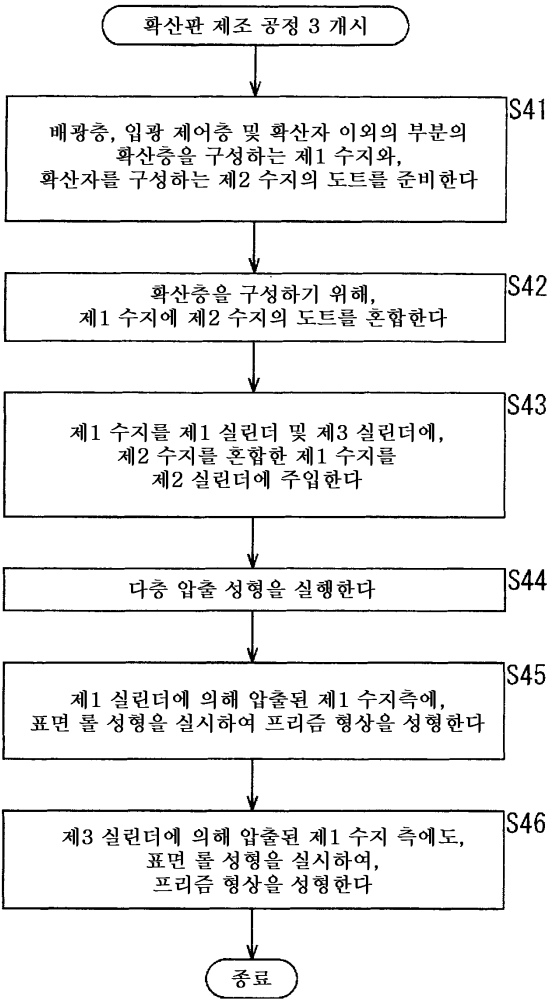 확산판 제조 공정 3 개시
S41
배광층, 입광 제어층 및 확산자 이외의 부분의
확산층을 구성하는 제1 수지와,
확산자를 구성하는 제2 수지의 도트를 준비한다
S42
확산층을 구성하기 위해,
제1 수지에 제2 수지의 도트를 혼합한다
S43
제1 수지를 제1 실린더 및 제3 실린더에,
제2 수지를 혼합한 제1 수지를
제2 실린더에 주입한다
S44
다층 압출 성형을 실행한다
S45
제1 실린더에 의해 압출된 제1 수지측에,
표면 롤 성형을 실시하여 프리즘 형상을 성형한다
S46
제3 실린더에 의해 압출된 제1 수지 측에도,
표면 롤 성형을 실시하여,
프리즘 형상을 성형한다
종료